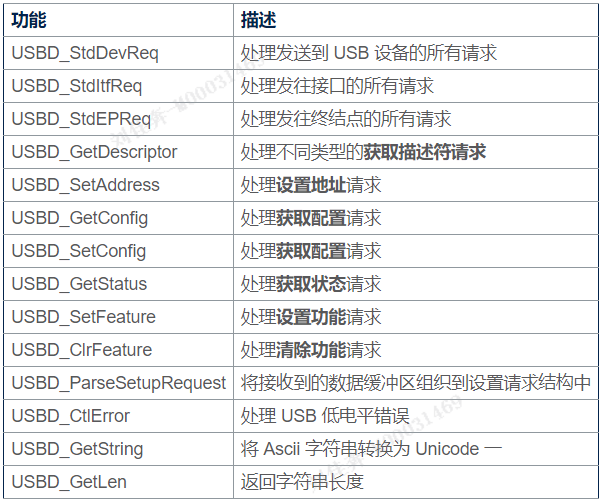 功能 描述
USBD_StdDevReq 处理发送到 USB 设备的所有请求
USBD_StdItfReq 处理发往接口的所有请求
USBD_StdEPReq 处理发往终结点的所有请求
USBD_GetDescriptor 处理不同类型的获取描述符请求
USBD_SetAddress 处理设置地址请求
USBD_GetConfig 处理获取配置请求
USBD_SetConfig 处理获取配置请求
USBD_GetStatus 处理获取状态请求
USBD_SetFeature 处理设置功能请求
USBD_ClrFeature 处理清除功能请求
USBD_ParseSetupRequest 将接收到的数据缓冲区组织到设置请求结构中
USBD_CtlError 处理 USB 低电平错误
USBD_GetString 将 Ascii 字符串转换为 Unicode 一
USBD_GetLen 返回字符串长度